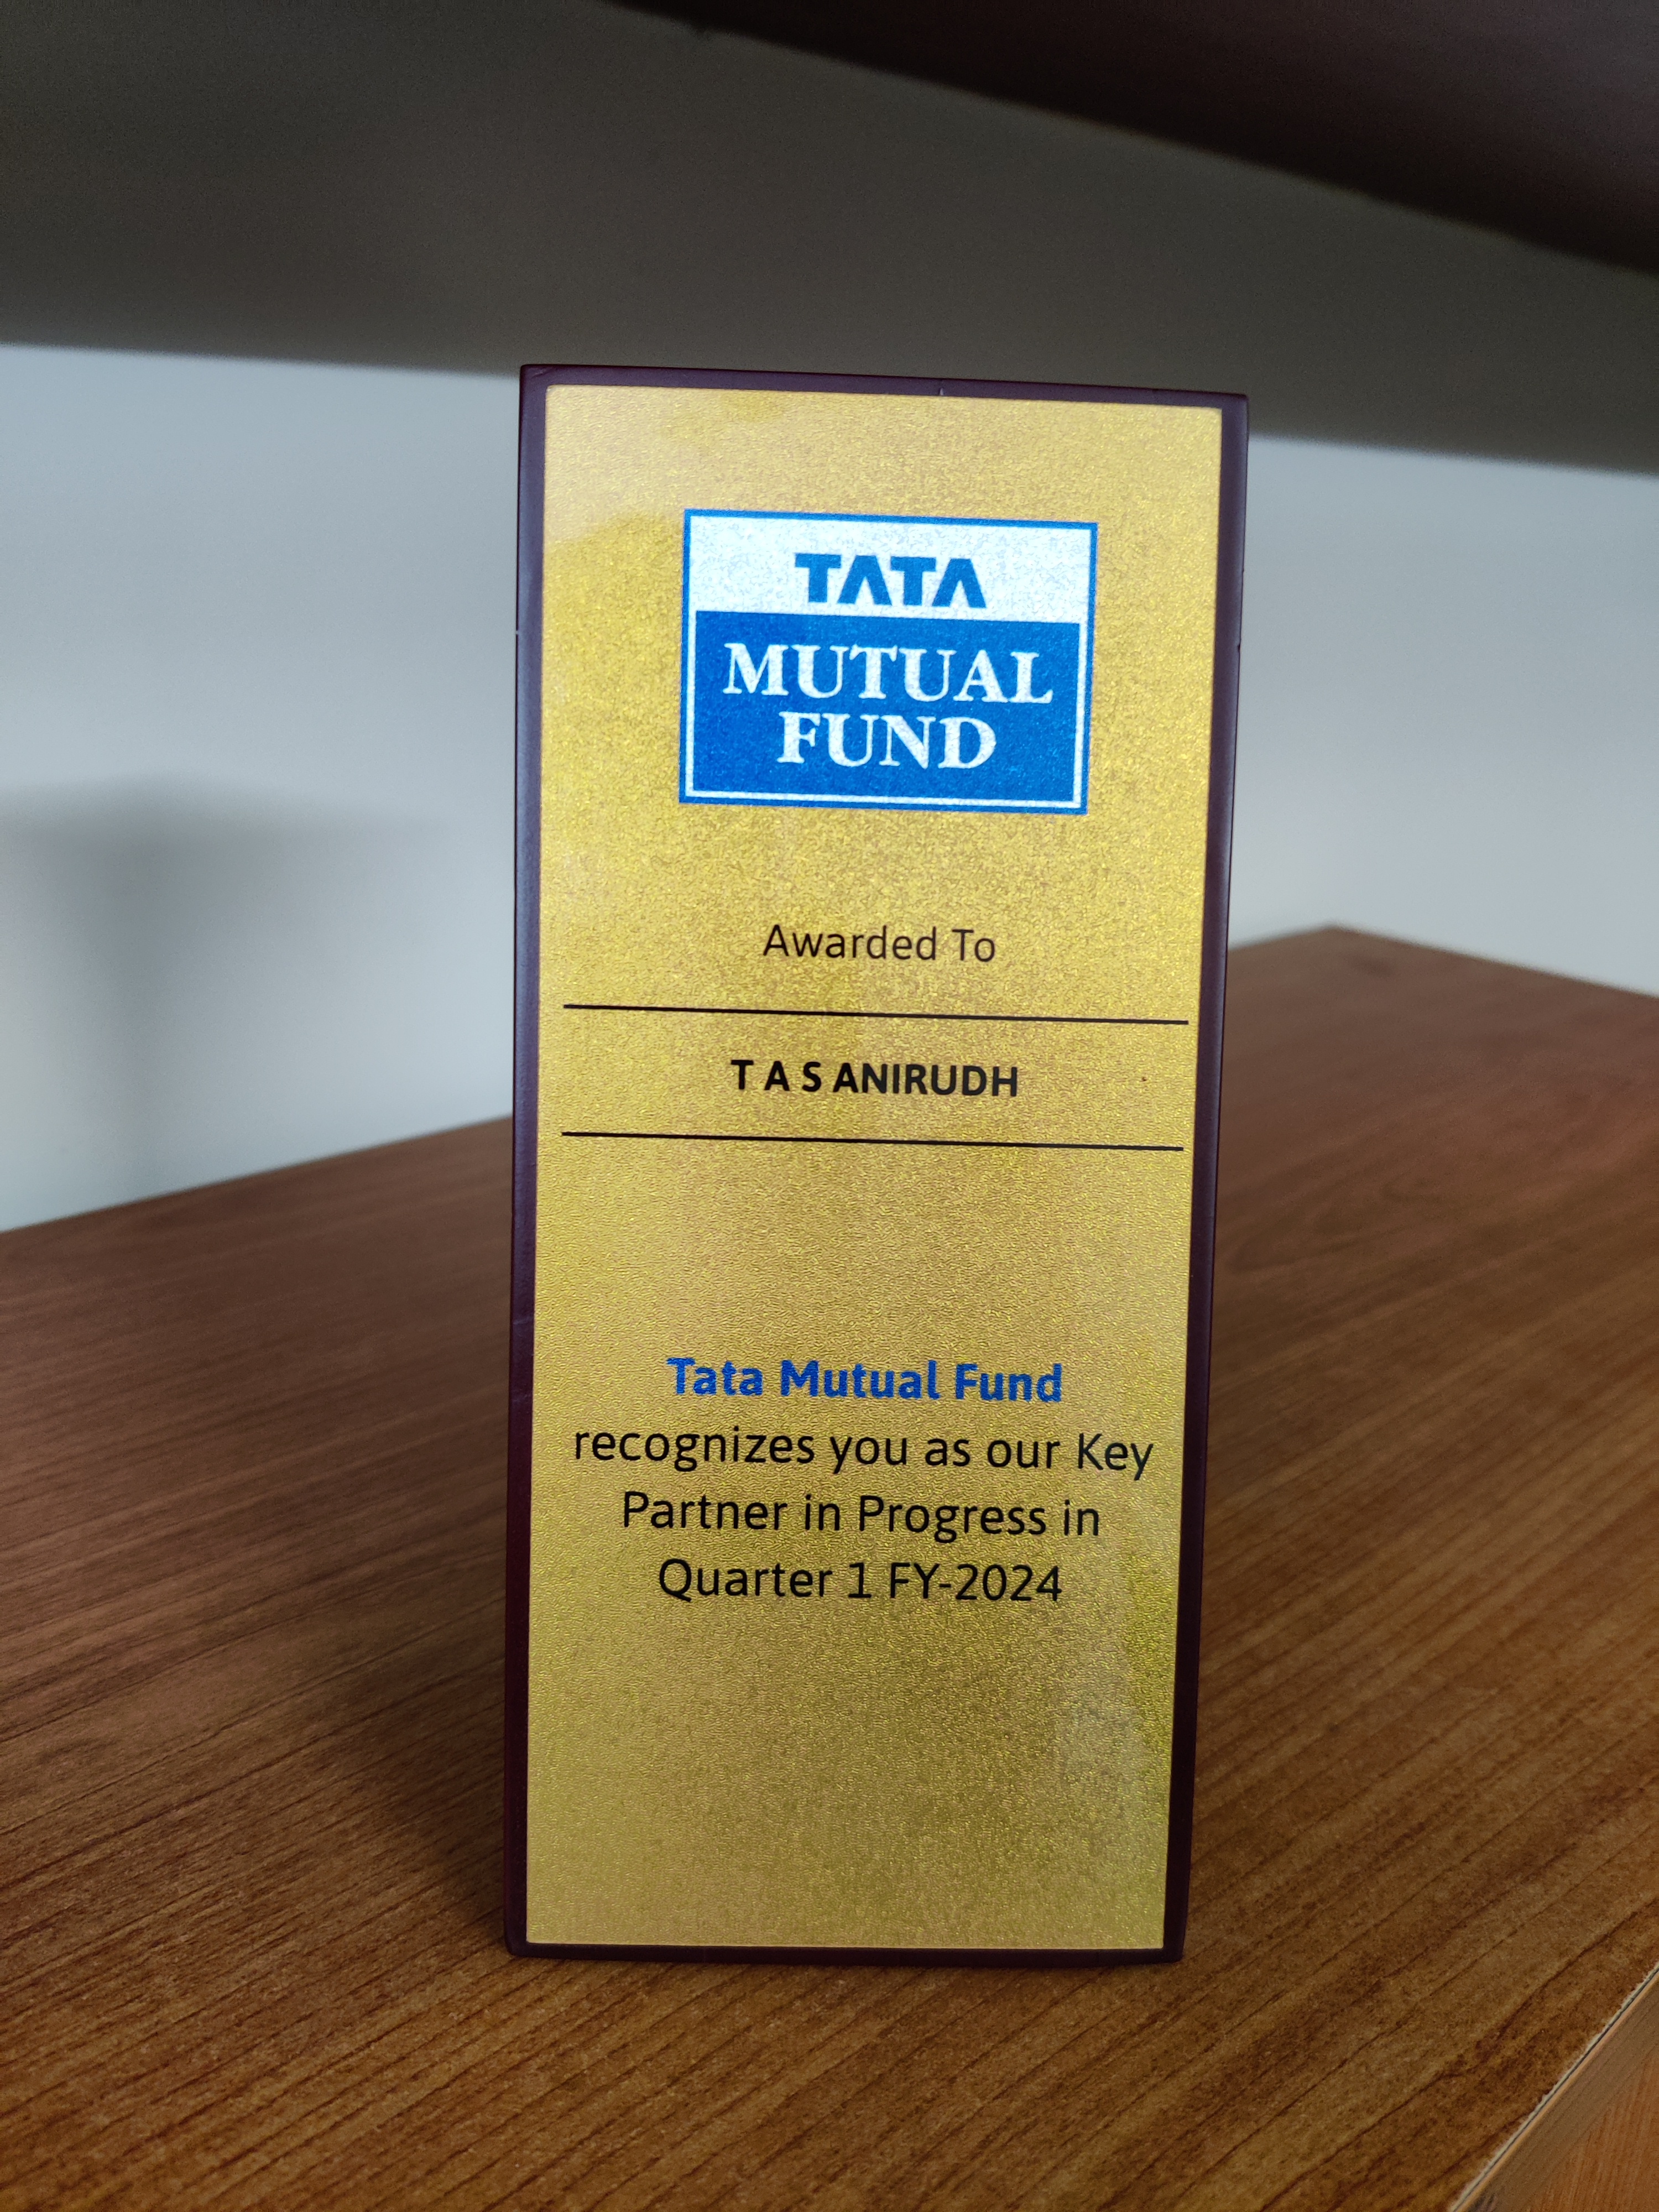 TATA
MUTUAL
FUND
Awarded To
T A S ANIRUDH
Tata Mutual Fund
recognizes you as our Key
Partner in Progress in
Quarter 1 FY-2024